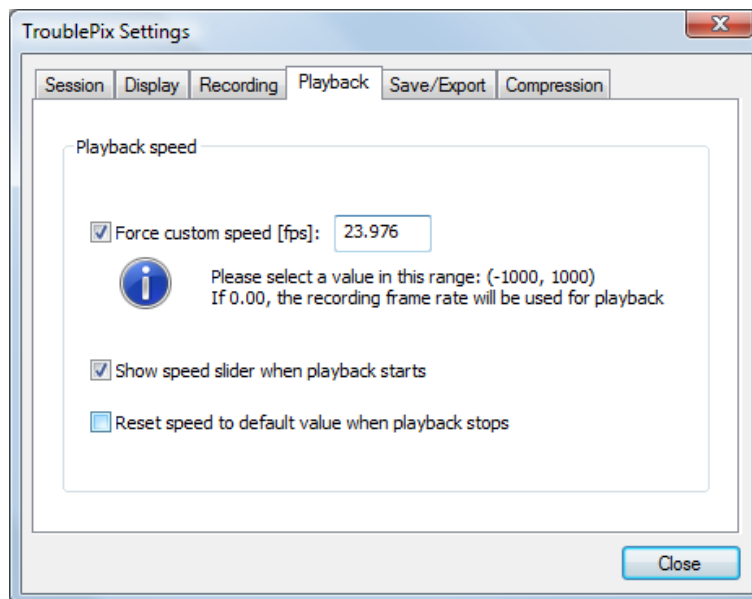 TroublePix Settings
Session Display Recording Playback Save/Export Compression
Playback speed
Force custom speed [fps]: 23.976
Please select a value in this range: (-1000, 1000)
If 0.00, the recording frame rate will be used for playback
Show speed slider when playback starts
Reset speed to default value when playback stops
Close